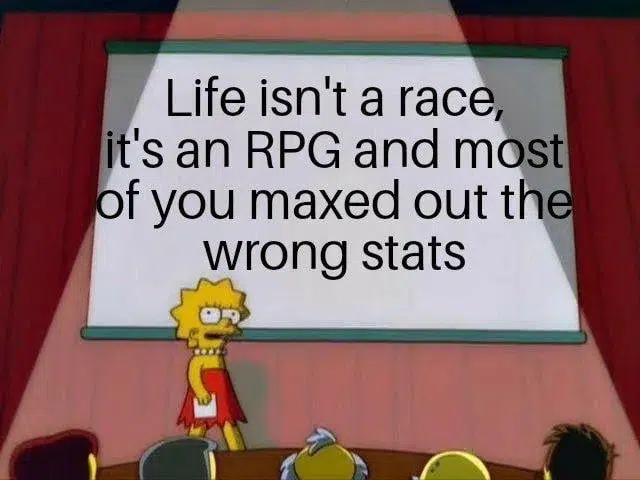 Life isn't a race,
it's an RPG and most
of you maxed out the
wrong stats